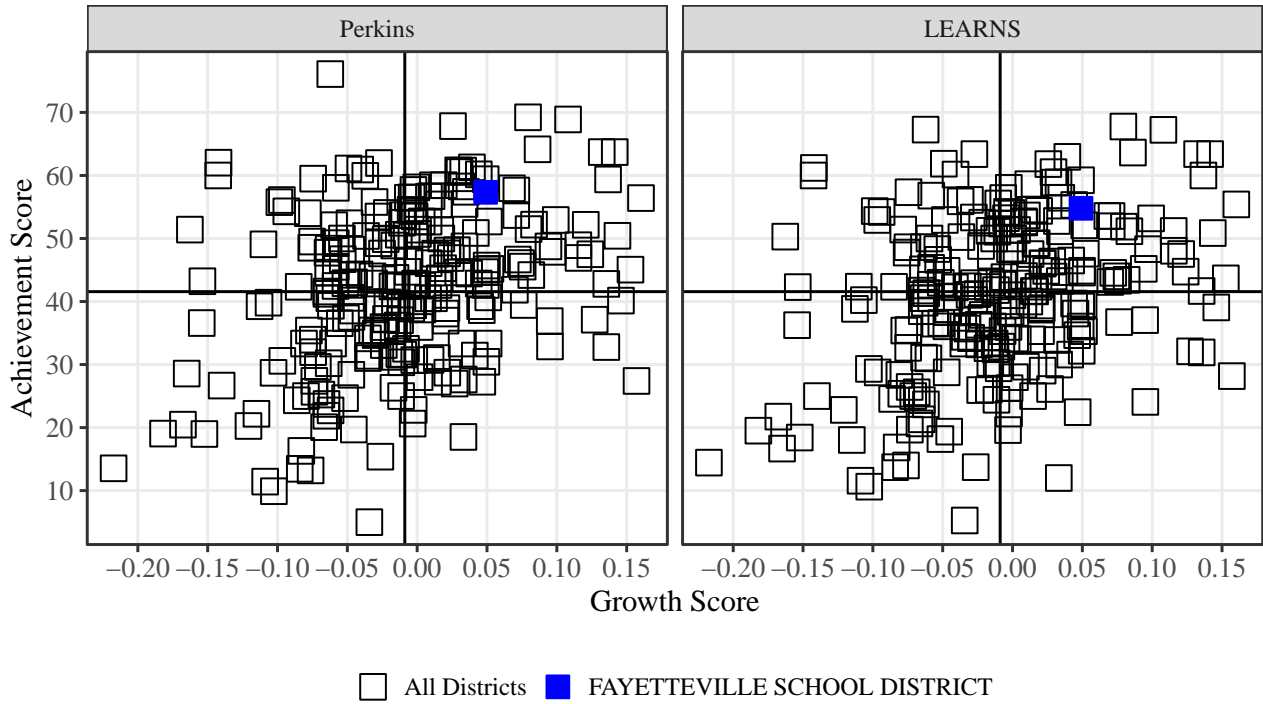 Perkins
LEARNS
Achievement Score
70
60
50
40
30
20
10
−0.20 −0.15 −0.10 −0.05 0.00 0.05 0.10 0.15
−0.20 −0.15 −0.10 −0.05 0.00 0.05 0.10 0.15
Growth Score
All Districts
FAYETTEVILLE SCHOOL DISTRICT